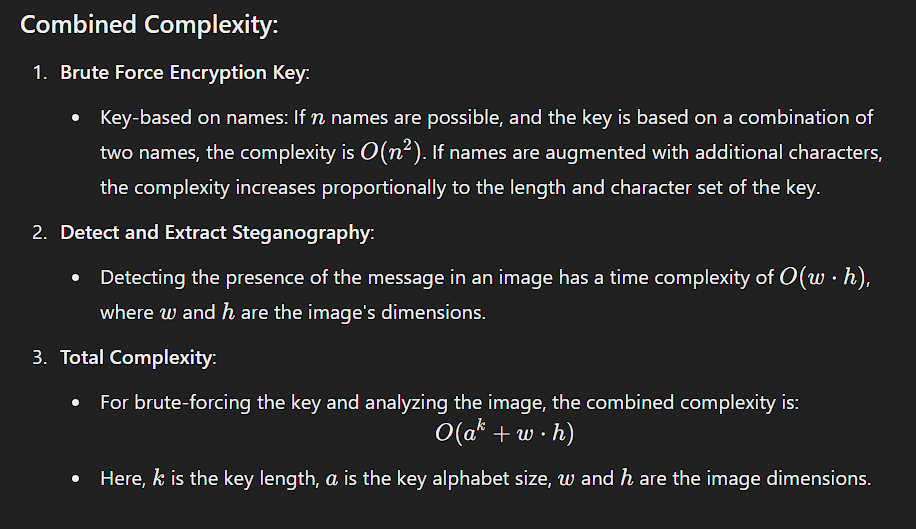 Combined Complexity:
1. Brute Force Encryption Key:
• Key-based on names: If n names are possible, and the key is based on a combination of
two names, the complexity is O(n²). If names are augmented with additional characters,
the complexity increases proportionally to the length and character set of the key.
2. Detect and Extract Steganography:
• Detecting the presence of the message in an image has a time complexity of O(w · h),
where w and h are the image's dimensions.
3. Total Complexity:
• For brute-forcing the key and analyzing the image, the combined complexity is:
O(aᵏ + w · h)
• Here, k is the key length, a is the key alphabet size, w and h are the image dimensions.